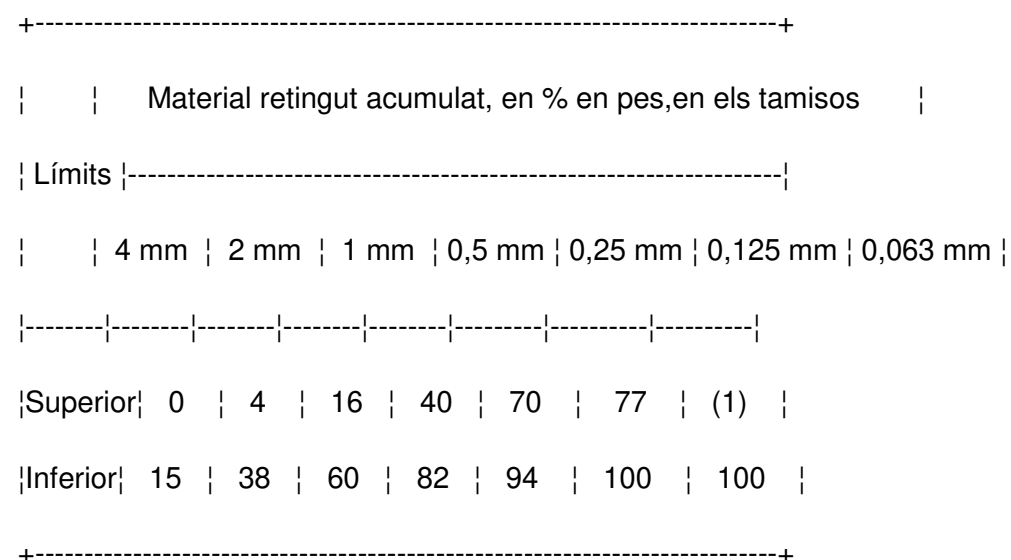 +----------------------------------------------------------------------------+
¦ ¦ Material retingut acumulat, en % en pes,en els tamisos ¦
¦ Límits ¦-------------------------------------------------------------------¦
¦ ¦ 4 mm ¦ 2 mm ¦ 1 mm ¦0,5 mm ¦ 0,25 mm ¦ 0,125 mm ¦ 0,063 mm ¦
¦--------¦--------¦--------¦--------¦--------¦---------¦----------¦----------¦
¦Superior¦ 0 ¦ 4 ¦ 16 ¦ 40 ¦ 70 ¦ 77 ¦ (1) ¦
¦Inferior¦ 15 ¦ 38 ¦ 60 ¦ 82 ¦ 94 ¦ 100 ¦ 100 ¦
+----------------------------------------------------------------------------+